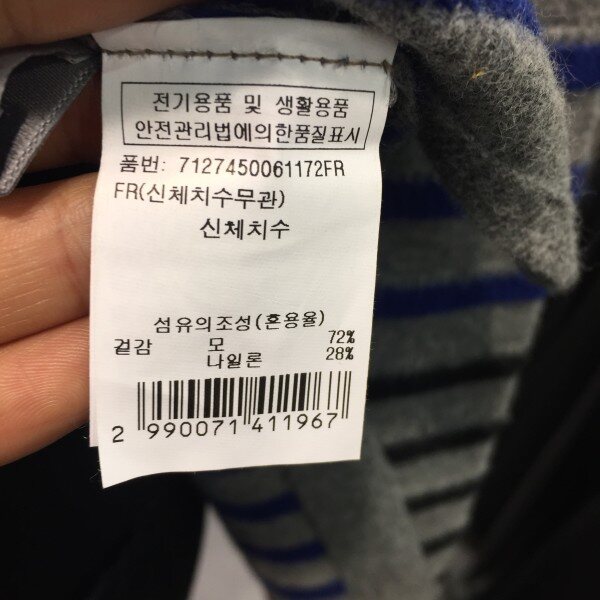 전기용품 및 생활용품
안전관리법에의한품질표시
품번: 7127450061172FR
FR(신체치수무관)
신체치수
섬유의조성(혼용율)
겉감 모 72%
나일론 28%
2 990071 411967